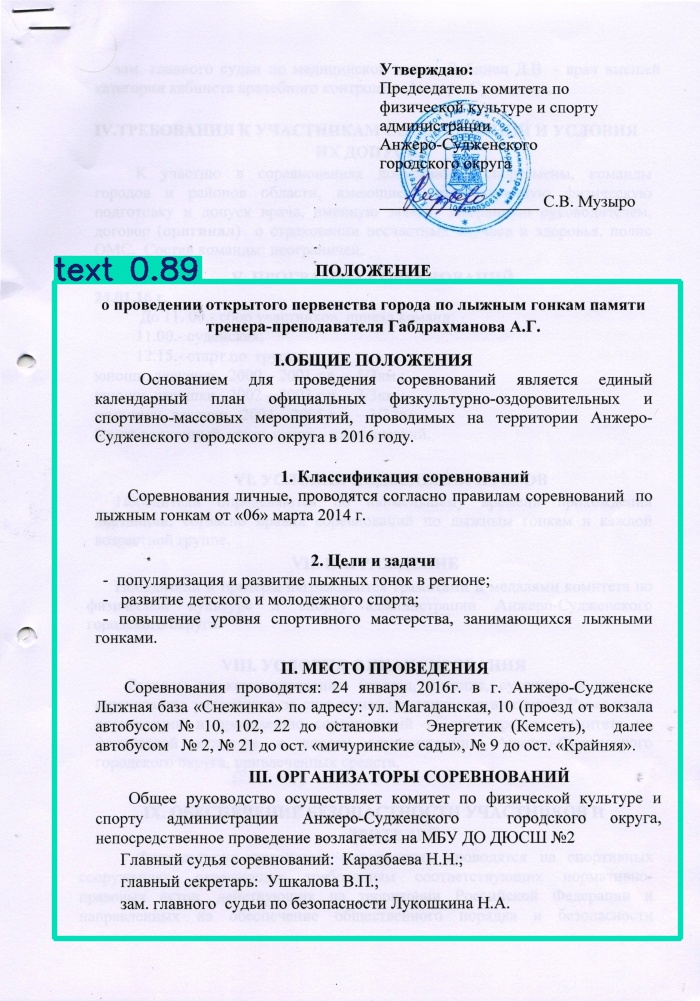 Утверждаю:
Председатель комитета по
физической культуре и спорту
администрации
Анжеро-Судженского
городского округа
С.В. Музыро
ПОЛОЖЕНИЕ
text 0.89
о проведении открытого первенства города по лыжным гонкам памяти
тренера-преподавателя Габдрахманова А.Г.
I.ОБЩИЕ ПОЛОЖЕНИЯ
Основанием для проведения соревнований является единый
календарный план официальных физкультурно-оздоровительных и
спортивно-массовых мероприятий, проводимых на территории Анжеро-
Судженского городского округа в 2016 году.
1. Классификация соревнований
Соревнования личные, проводятся согласно правилам соревнований по
лыжным гонкам от «06» марта 2014 г.
2. Цели и задачи
- популяризация и развитие лыжных гонок в регионе;
- развитие детского и молодежного спорта;
- повышение уровня спортивного мастерства, занимающихся лыжными
гонками.
II. МЕСТО ПРОВЕДЕНИЯ
Соревнования проводятся: 24 января 2016г. в г. Анжеро-Судженске
Лыжная база «Снежинка» по адресу: ул. Магаданская, 10 (проезд от вокзала
автобусом № 10, 102, 22 до остановки Энергетик (Кемсеть), далее
автобусом № 2, № 21 до ост. «мичуринские сады», № 9 до ост. «Крайняя».
III. ОРГАНИЗАТОРЫ СОРЕВНОВАНИЙ
Общее руководство осуществляет комитет по физической культуре и
спорту администрации Анжеро-Судженского городского округа,
непосредственное проведение возлагается на МБУ ДО ДЮСШ №2
Главный судья соревнований: Каразбаева Н.Н.;
главный секретарь: Ушкалова В.П.;
зам. главного судьи по безопасности Лукошкина Н.А.